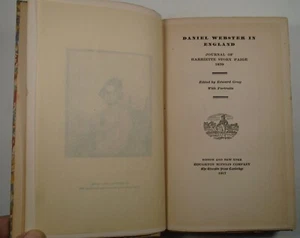 DANIEL WEBSTER IN
ENGLAND
JOURNAL OF
HARRIETTE STORY PAIGE
1839
Edited by Edward Gray
With Portraits
BOSTON AND NEW YORK
HOUGHTON MIFFLIN COMPANY
The Riverside Press Cambridge
1917